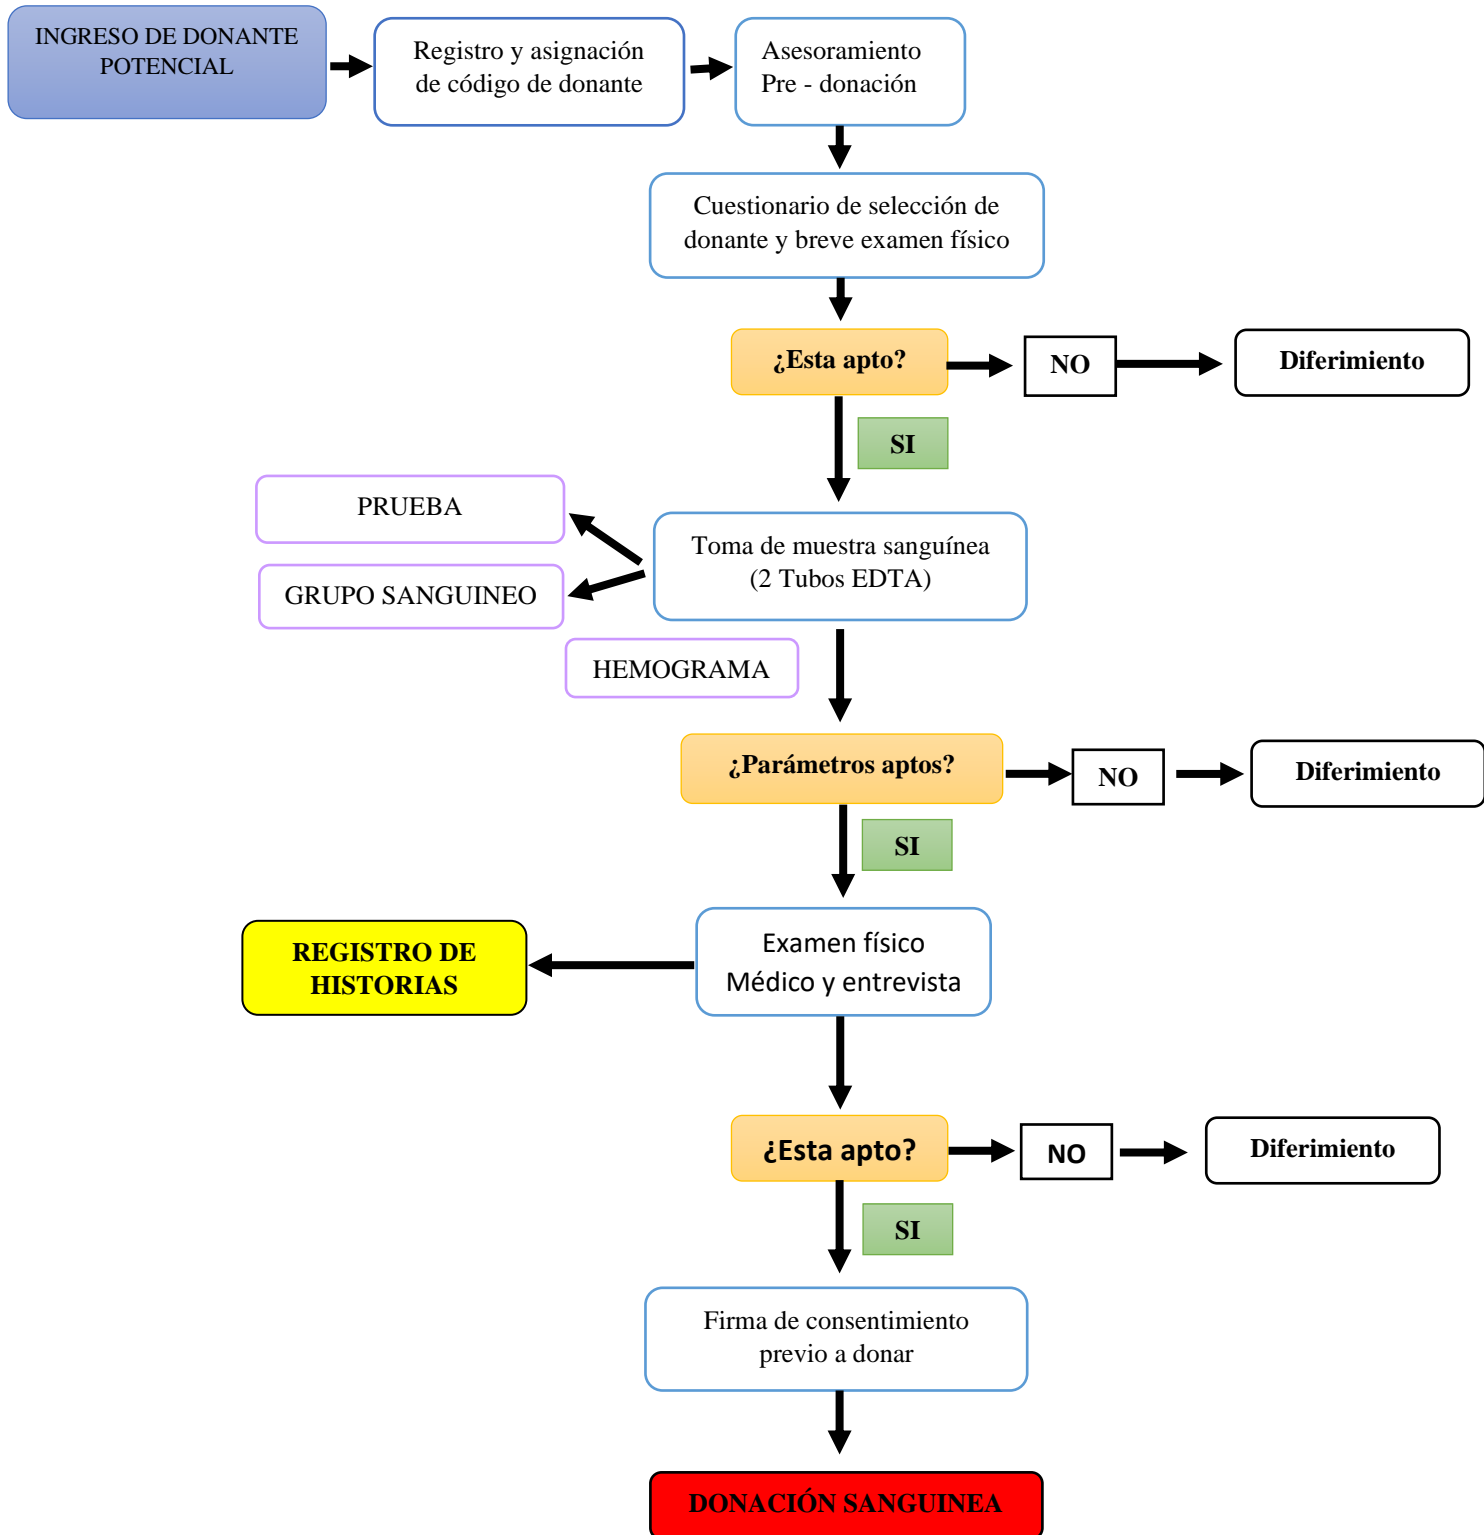 INGRESO DE DONANTE
POTENCIAL
Registro y asignación
de código de donante
Asesoramiento
Pre - donación
Cuestionario de selección de
donante y breve examen físico
¿Esta apto?
NO
Diferimiento
SI
PRUEBA
Toma de muestra sanguínea
(2 Tubos EDTA)
GRUPO SANGUINEO
HEMOGRAMA
¿Parámetros aptos?
NO
Diferimiento
SI
REGISTRO DE
HISTORIAS
Examen físico
Médico y entrevista
¿Esta apto?
NO
Diferimiento
SI
Firma de consentimiento
previo a donar
DONACIÓN SANGUINEA